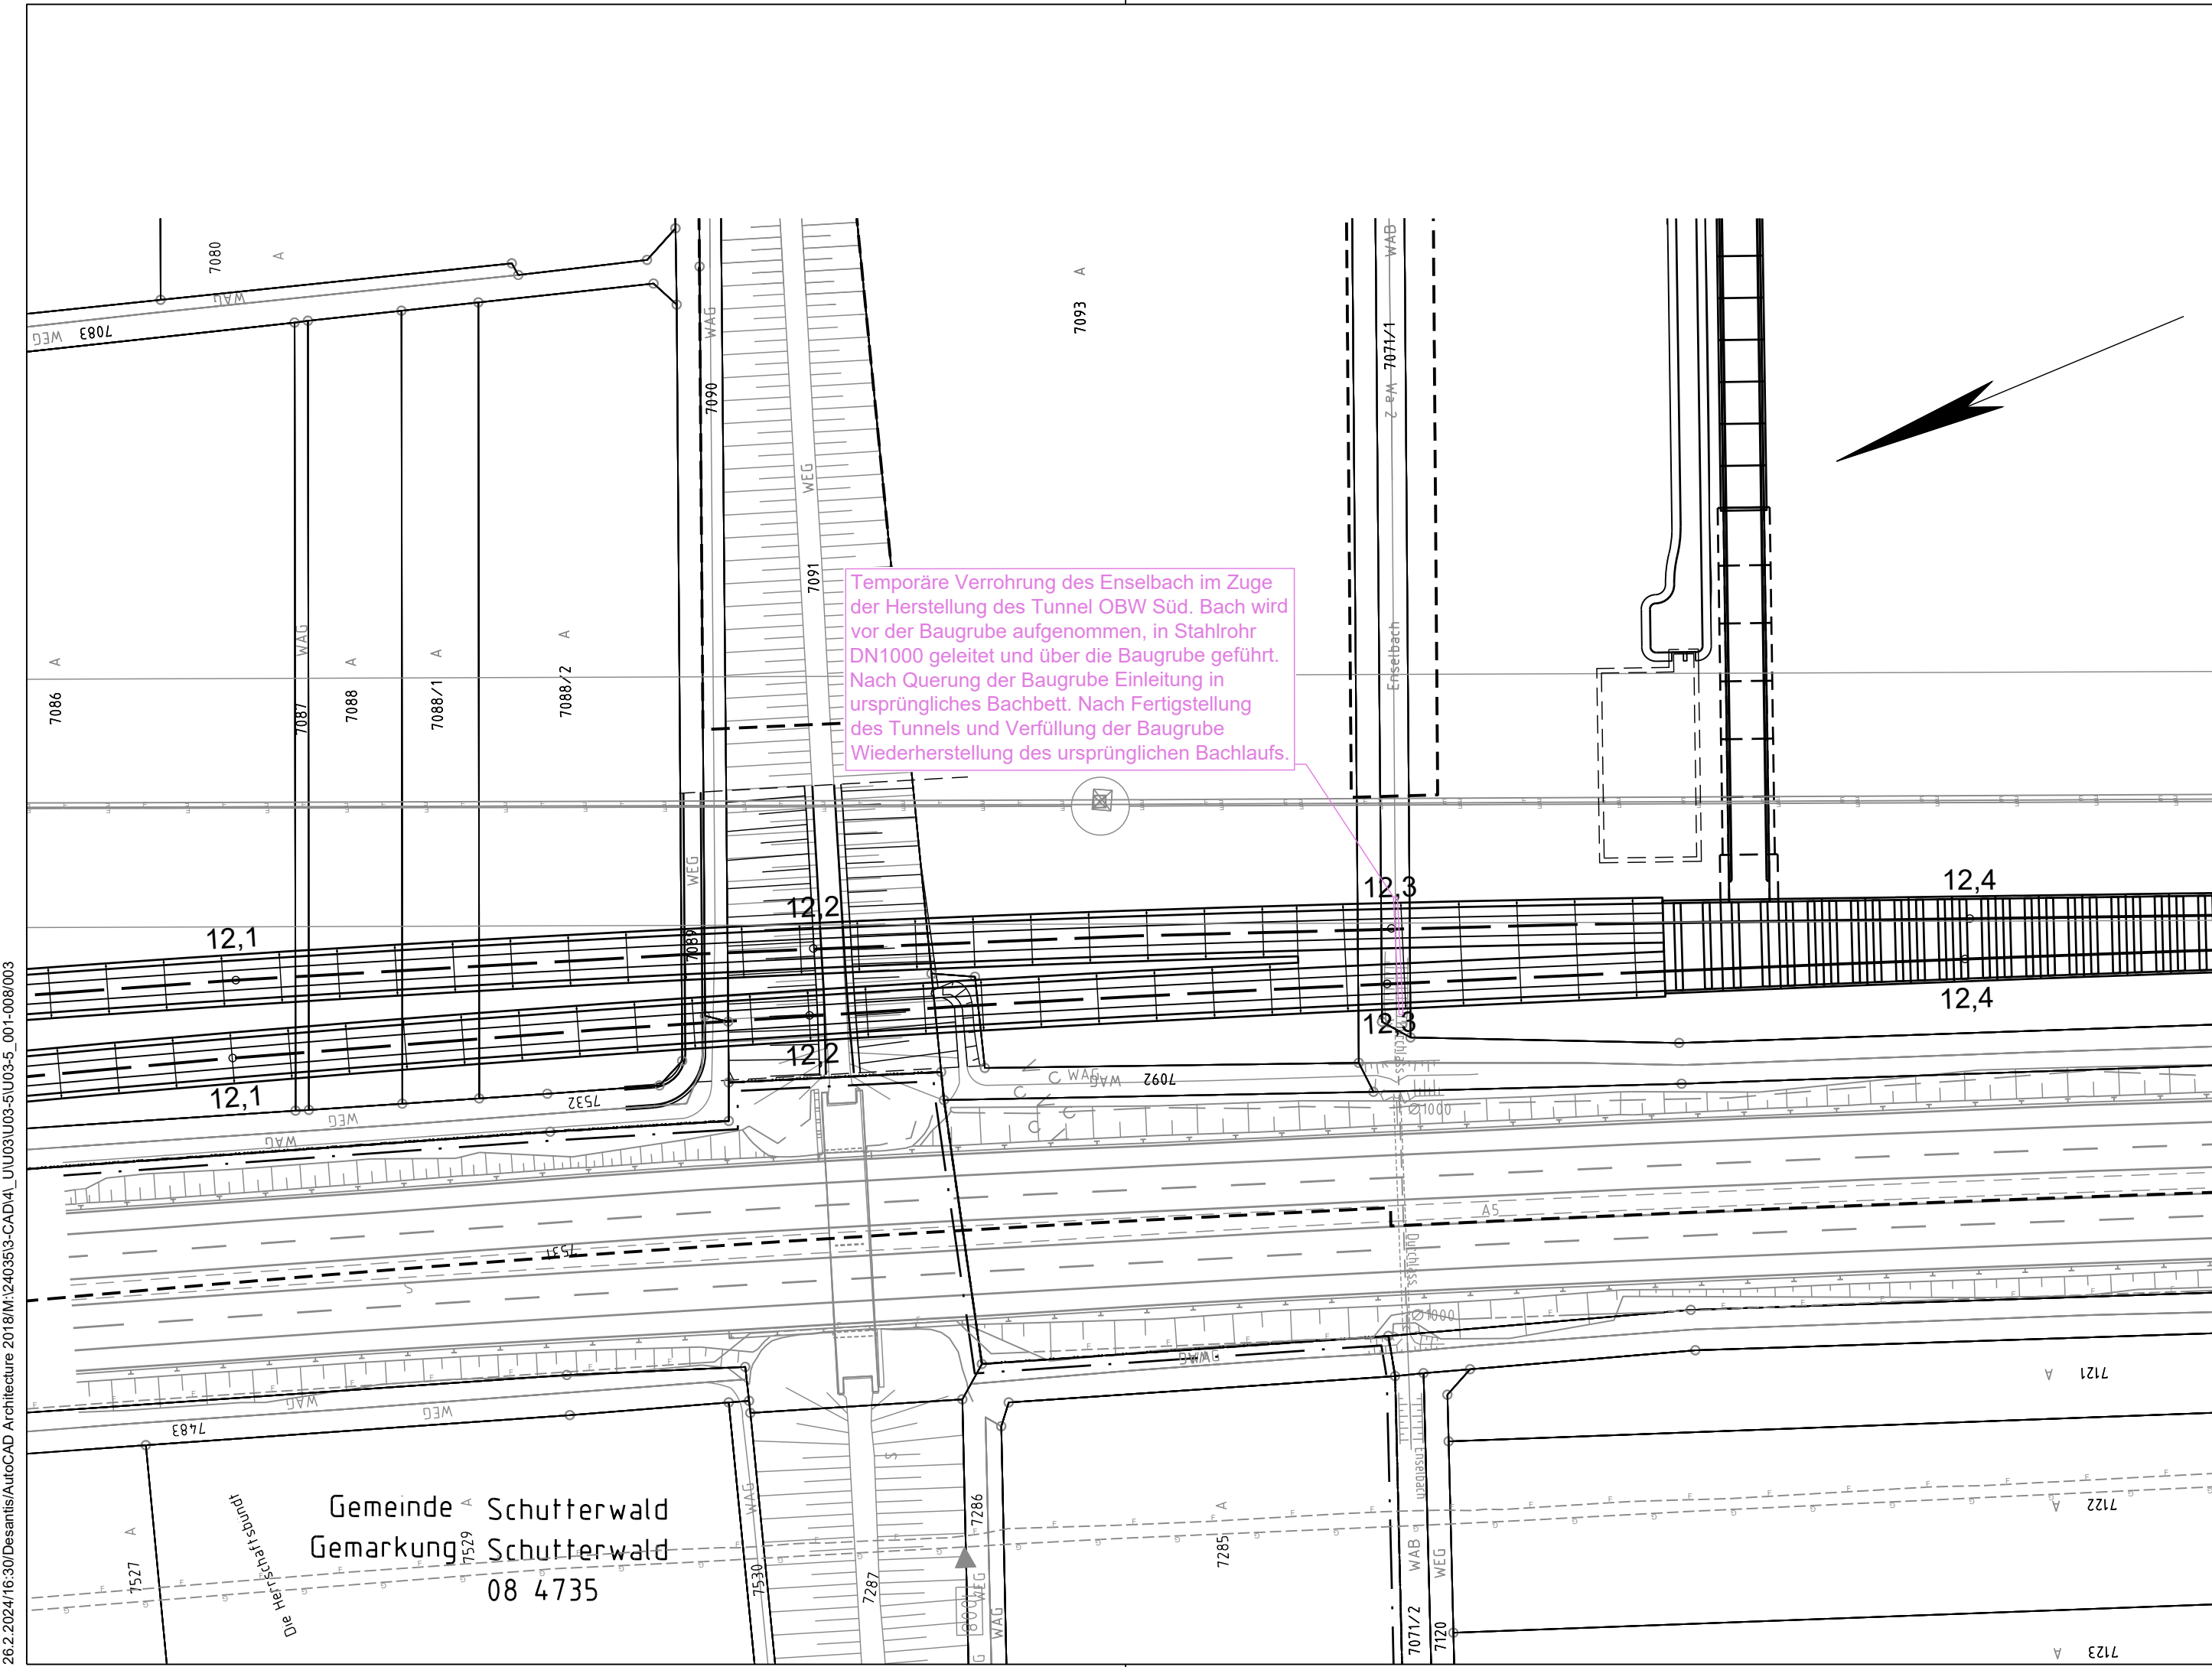 7080
A
WAG
WEG
7083
WAG
7090
WEG
7091
7093
A
WAB
7071/1
Wa 2
Enselbach
A
7086
WAG
7087
A
7088
A
7088/1
A
7088/2
Temporäre Verrohrung des Enselbach im Zuge
der Herstellung des Tunnel OBW Süd. Bach wird
vor der Baugrube aufgenommen, in Stahlrohr
DN1000 geleitet und über die Baugrube geführt.
Nach Querung der Baugrube Einleitung in
ursprüngliches Bachbett. Nach Fertigstellung
des Tunnels und Verfüllung der Baugrube
Wiederherstellung des ursprünglichen Bachlaufs.
WEG
7089
12,1
12,2
12,3
12,4
12,1
12,2
12,3
12,4
7532
WEG
WAG
WAG
WAG
7092
Ø1000
A5
7531
S
Durchlass
Ø1000
WAG
WAG
WEG
7483
A
7121
Gemeinde
Schutterwald
Gemarkung:
Schutterwald
08 4735
A
7529
A
7527
Die Herrschaftsbundt
WAG
7530
S
7287
7286
WEG
WAG
A
7285
Enselbach
WAB
7071/2
WEG
7120
A
7122
A
7123
26.2.2024/16:30/Desantis/AutoCAD Architecture 2018/M:\24035\3-CAD\4\_U\U03\U03-5\U03-5_001-008/003